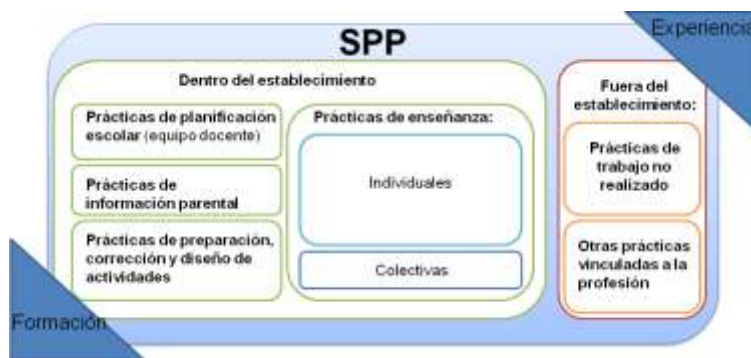 SPP
Experiencia
Dentro del establecimiento
Prácticas de planificación
escolar (equipo docente)
Prácticas de
información parental
Prácticas de preparación,
corrección y diseño de
actividades
Prácticas de enseñanza:
Individuales
Colectivas
Fuera del
establecimiento:
Prácticas de
trabajo no
realizado
Otras prácticas
vinculadas a la
profesión
Formación